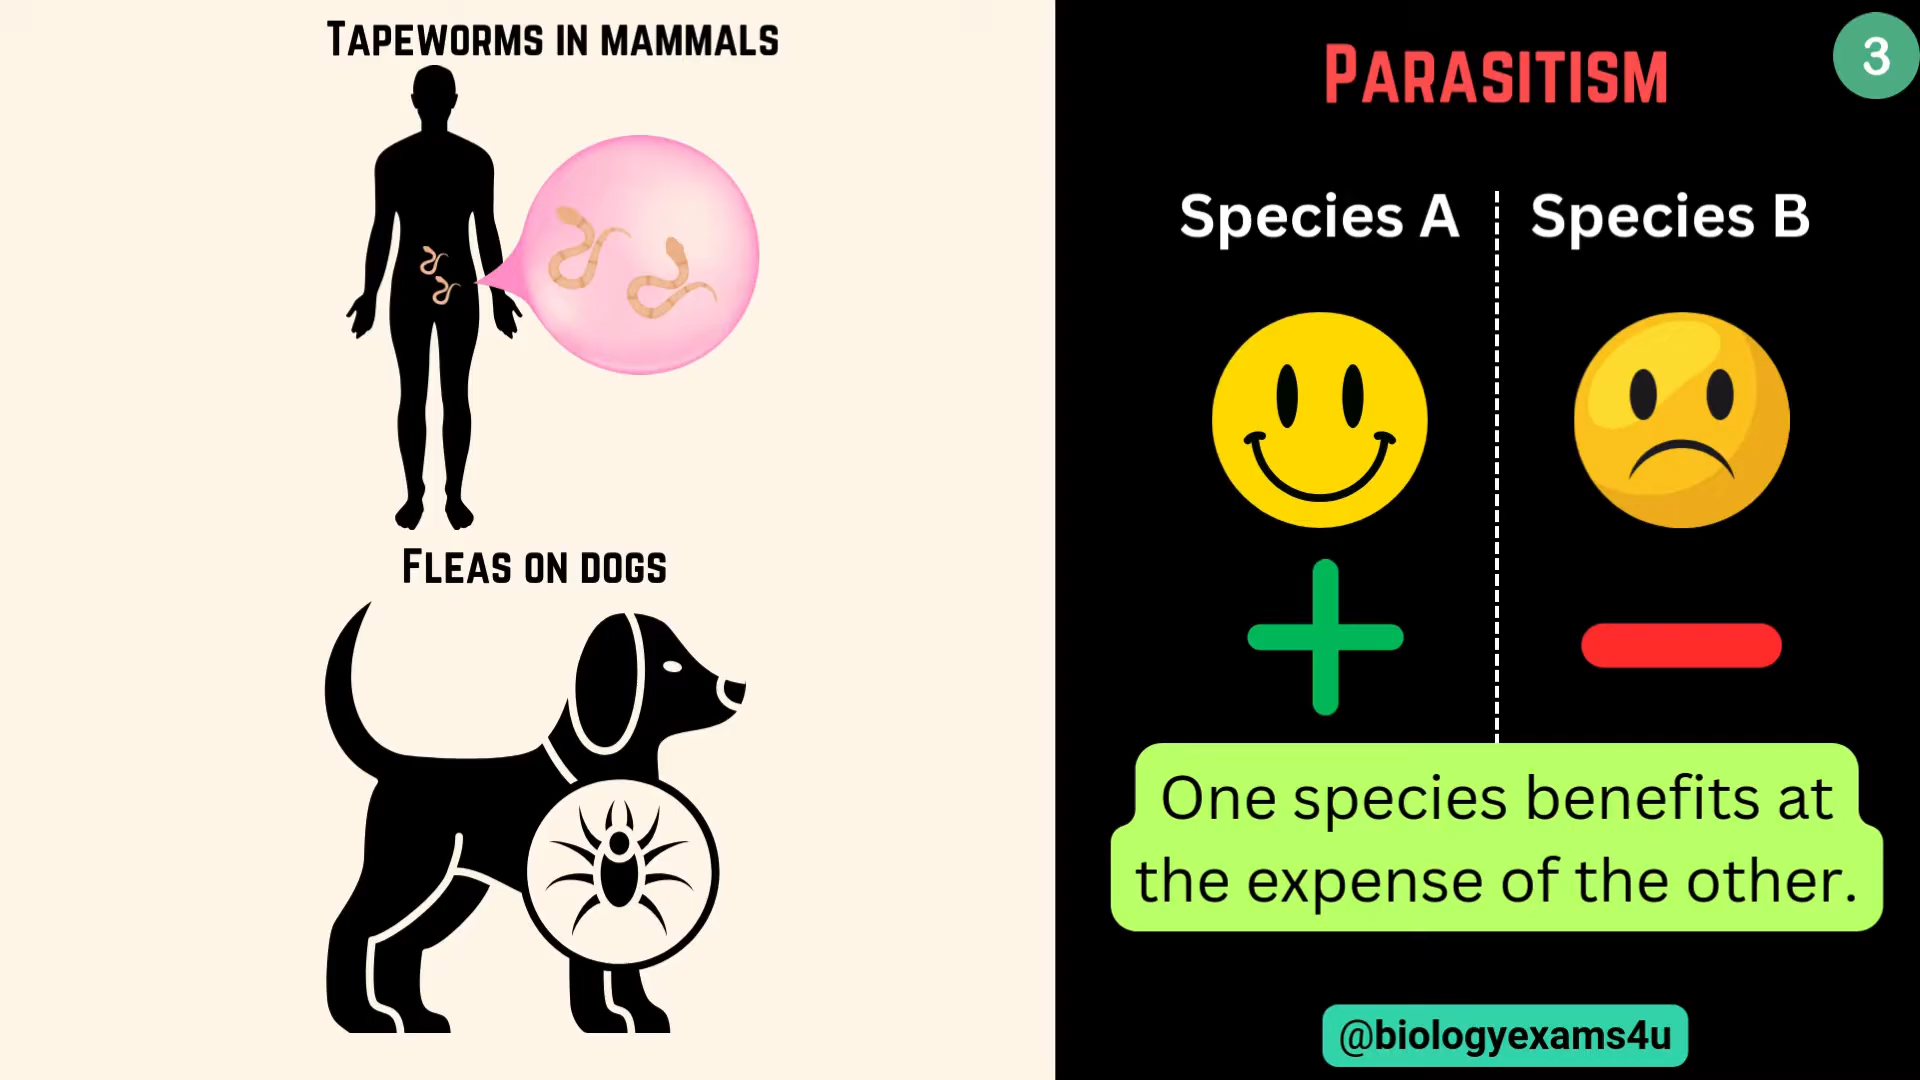 TAPEWORMS IN MAMMALS
FLEAS ON DOGS
PARASITISM
3
Species A
Species B
One species benefits at
the expense of the other.
@biologyexams4u